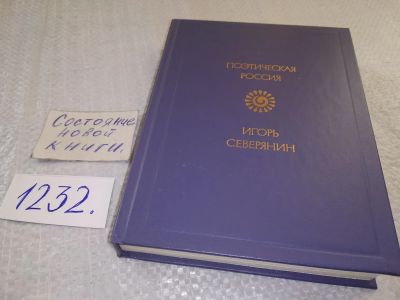 ПОЭТИЧЕСКАЯ
РОССИЯ
ИГОРЬ
СЕВЕРЯНИН
Состояние
новой
книги.
1232.